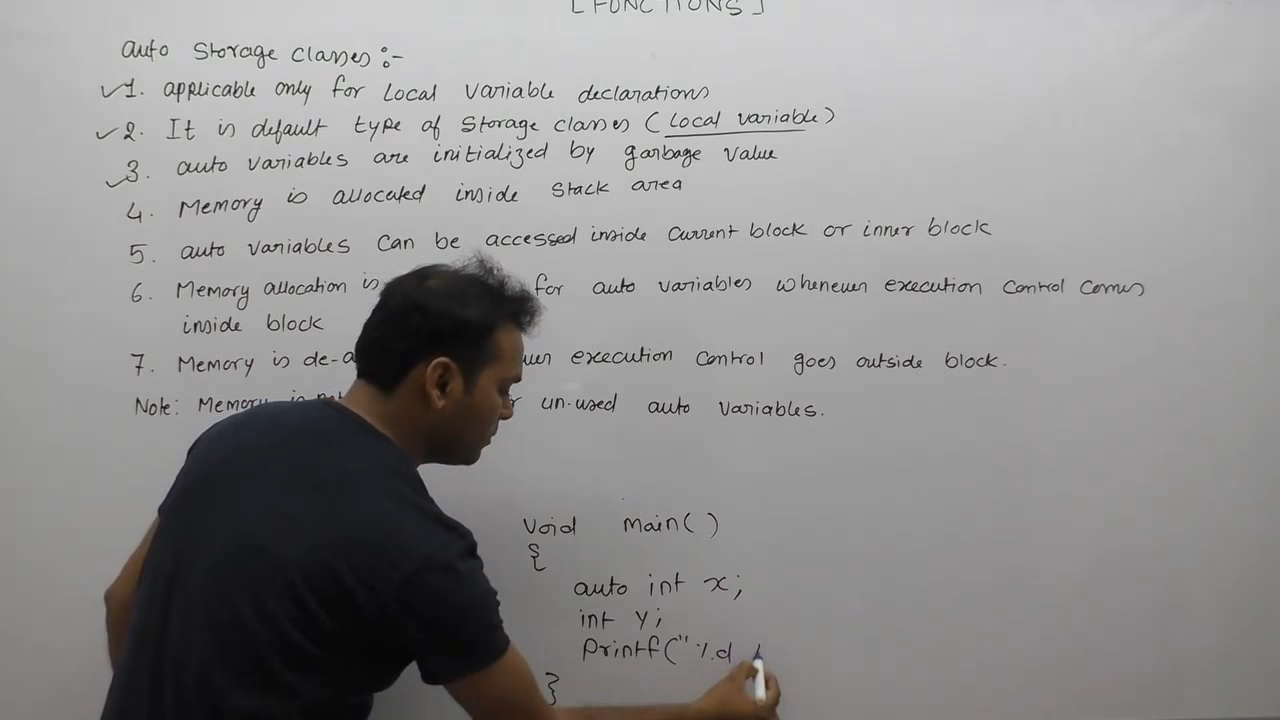 [ FUNCTIONS ]
auto Storage Classes :-
✓1. applicable only for Local Variable declarations
✓2. It is default type of Storage classes (Local variable)
✓3. auto variables are initialized by garbage value
4. Memory is allocated inside Stack area
5. auto variables can be accessed inside current block or inner block
6. Memory allocation is for auto variables whenever execution control comes
inside block
7. Memory is execution control goes outside block.
Note: Memory un-used auto variables.
Void main( )
{
auto int x;
int y;
printf("%d
}